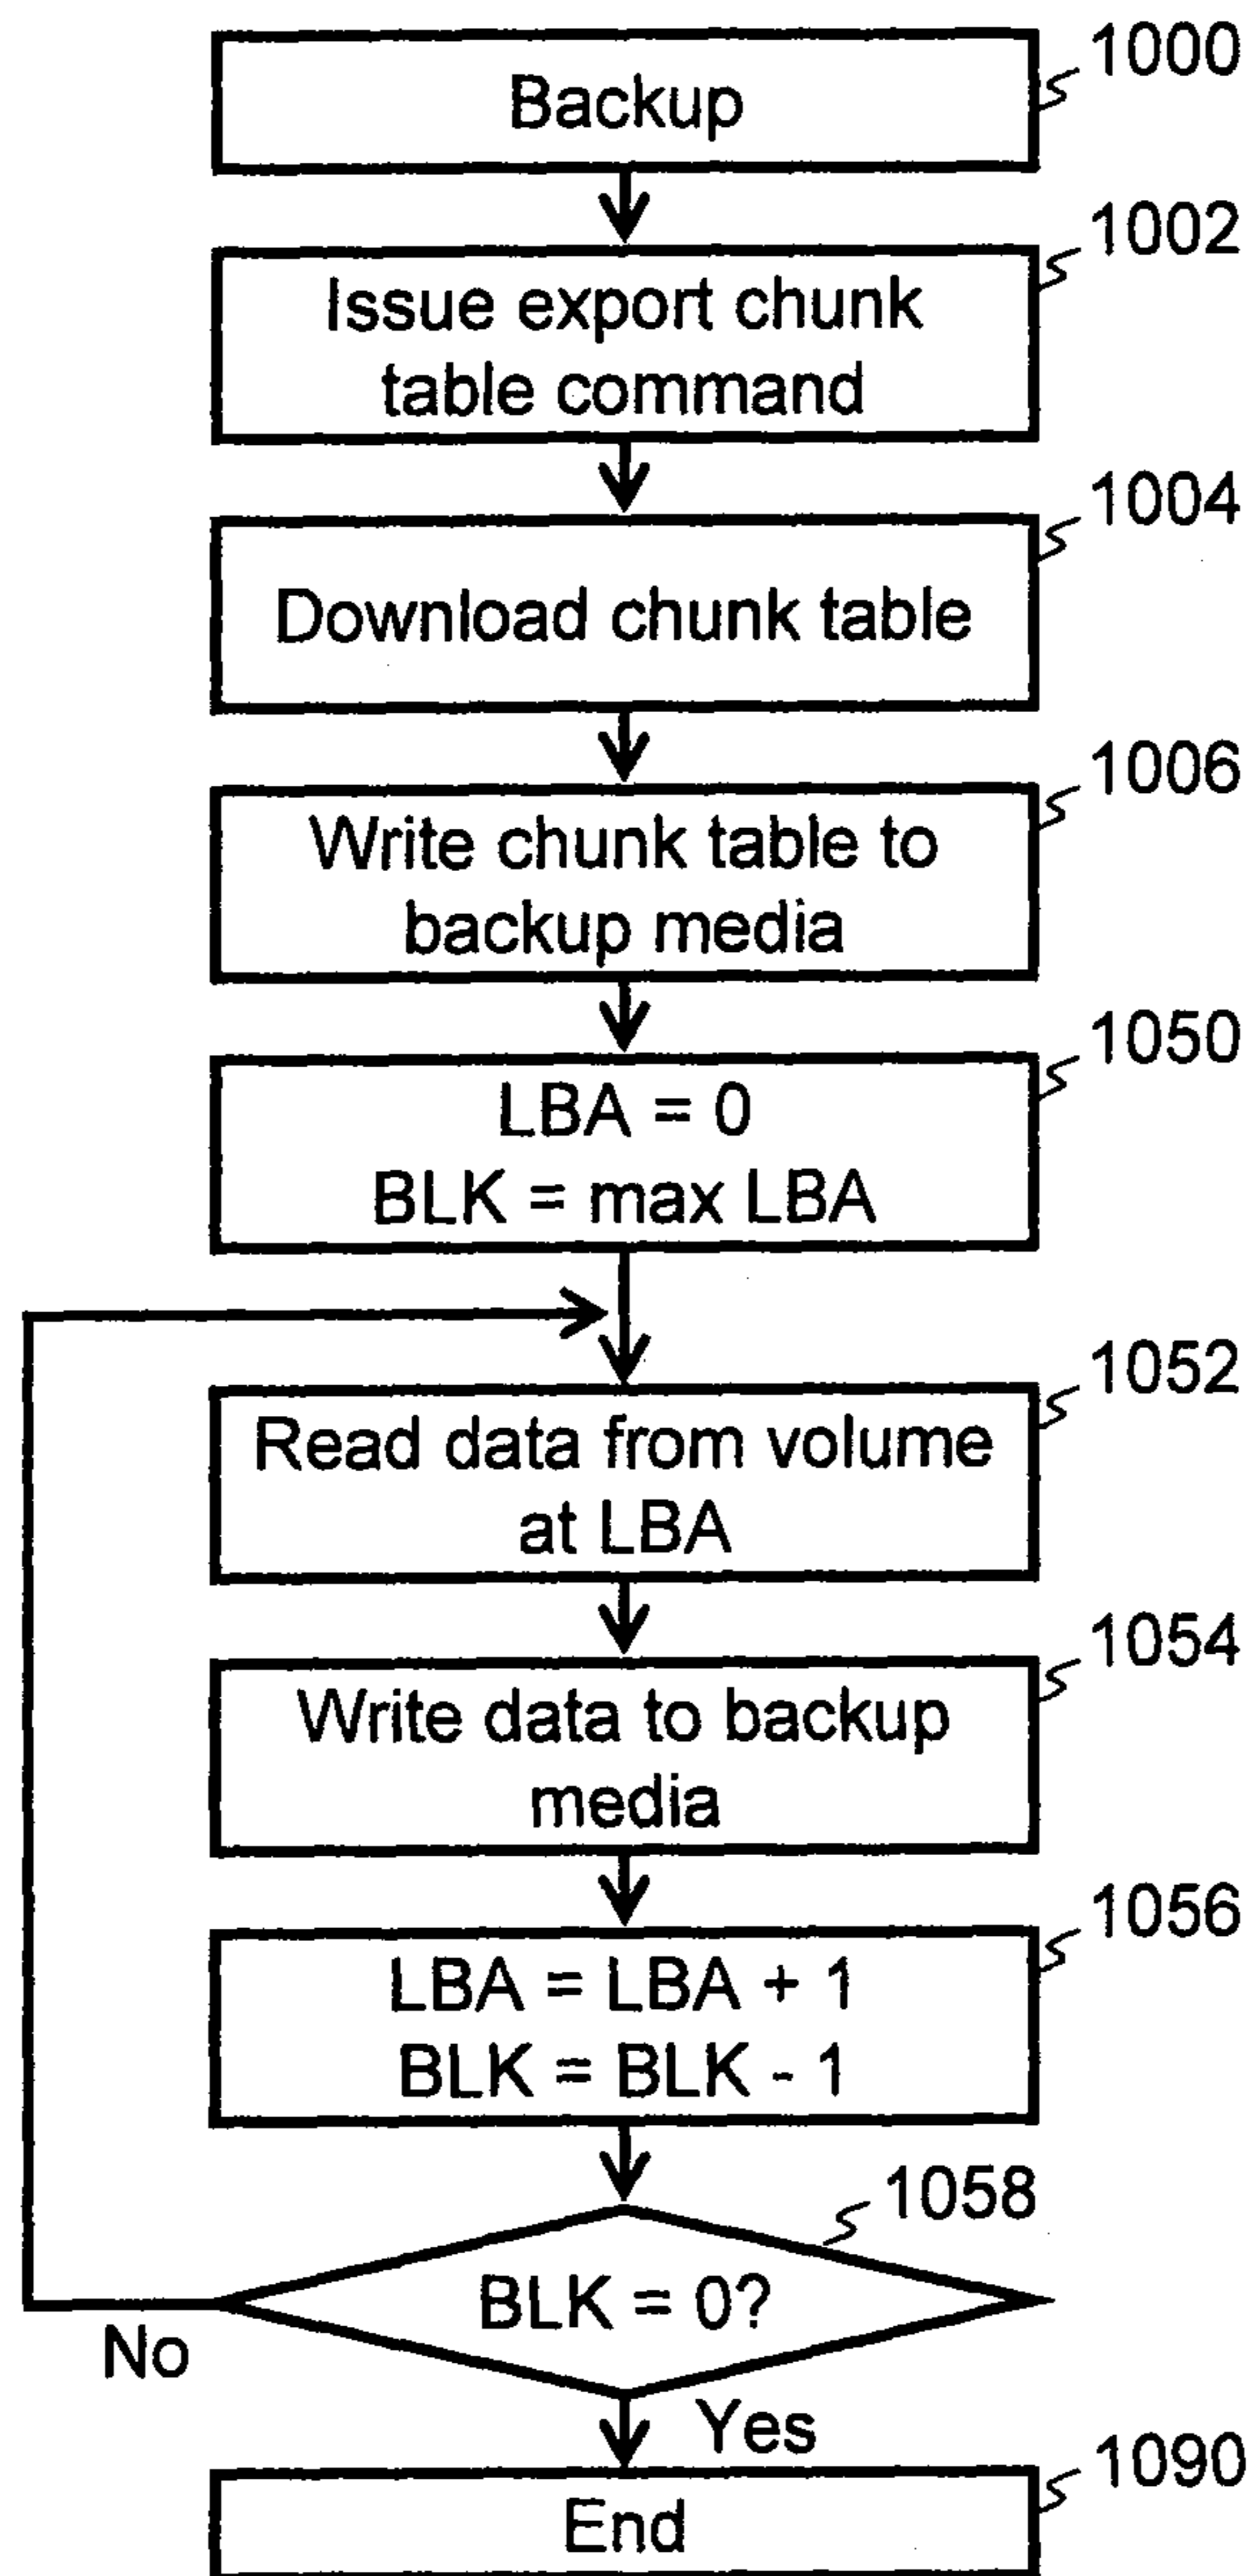 1000
Backup
1002
Issue export chunk
table command
1004
Download chunk table
1006
Write chunk table to
backup media
1050
LBA = 0
BLK = max LBA
1052
Read data from volume
at LBA
1054
Write data to backup
media
1056
LBA = LBA + 1
BLK = BLK - 1
1058
BLK = 0?
No
Yes
1090
End